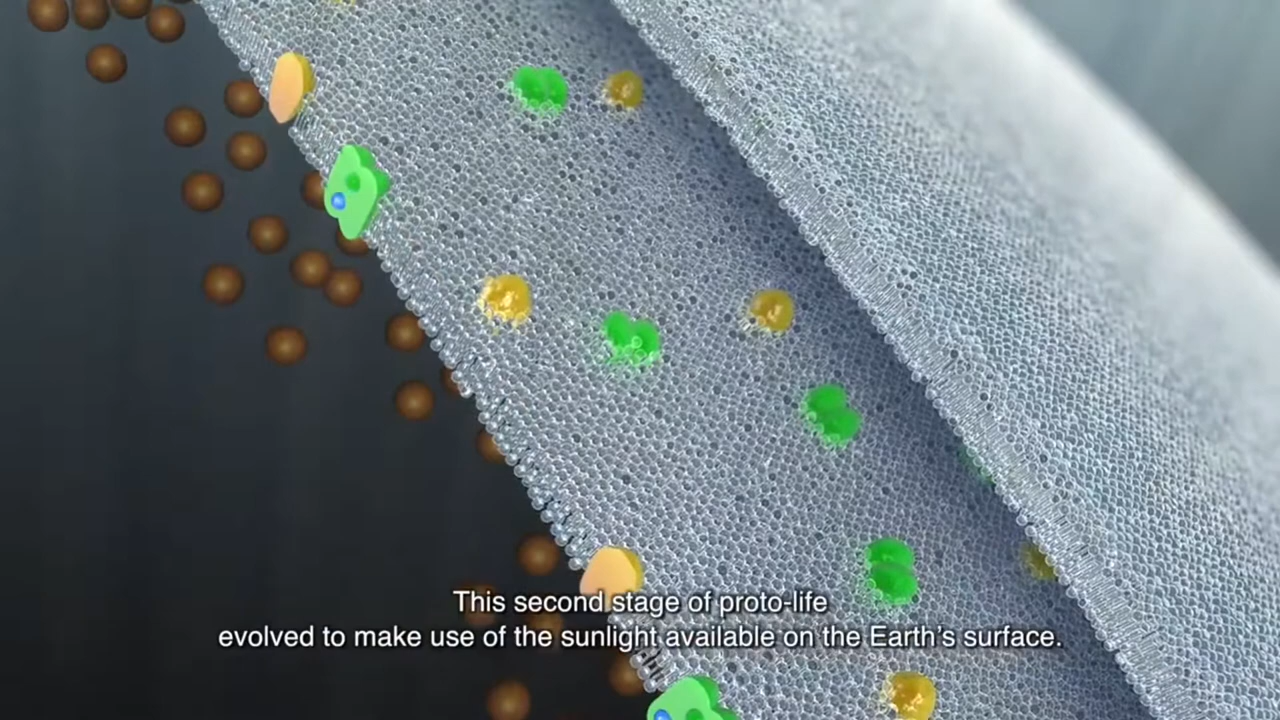 This second stage of proto-life
evolved to make use of the sunlight available on the Earth's surface.